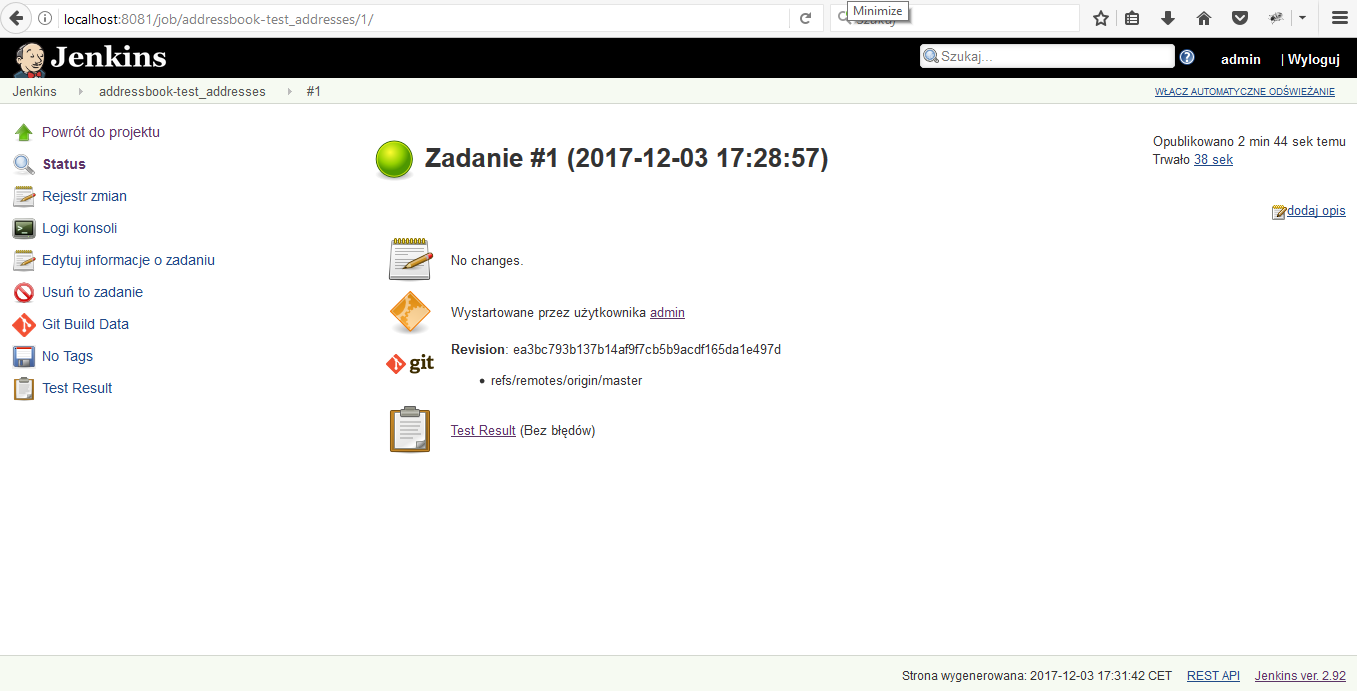 localhost:8081/job/addressbook-test_addresses/1/
Minimize
Jenkins
Szukaj...
admin
| Wyloguj
Jenkins
addressbook-test_addresses
#1
WŁĄCZ AUTOMATYCZNE ODŚWIEŻANIE
Powrót do projektu
Status
Rejestr zmian
Logi konsoli
Edytuj informacje o zadaniu
Usuń to zadanie
Git Build Data
No Tags
Test Result
Zadanie #1 (2017-12-03 17:28:57)
Opublikowano 2 min 44 sek temu
Trwało 38 sek
dodaj opis
No changes.
Wystartowane przez użytkownika admin
git
Revision: ea3bc793b137b14af9f7cb5b9acdf165da1e497d
• refs/remotes/origin/master
Test Result (Bez błędów)
Strona wygenerowana: 2017-12-03 17:31:42 CET
REST API
Jenkins ver. 2.92